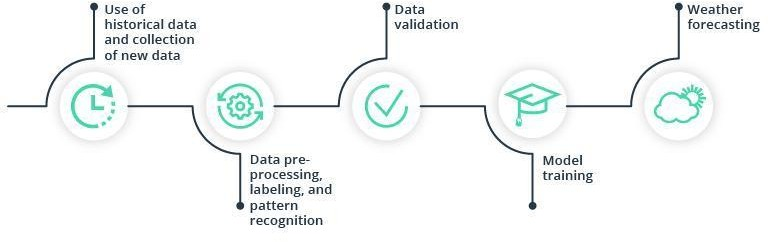 Use of
historical data
and collection
of new data
Data pre-
processing,
labeling, and
pattern
recognition
Data
validation
Model
training
Weather
forecasting